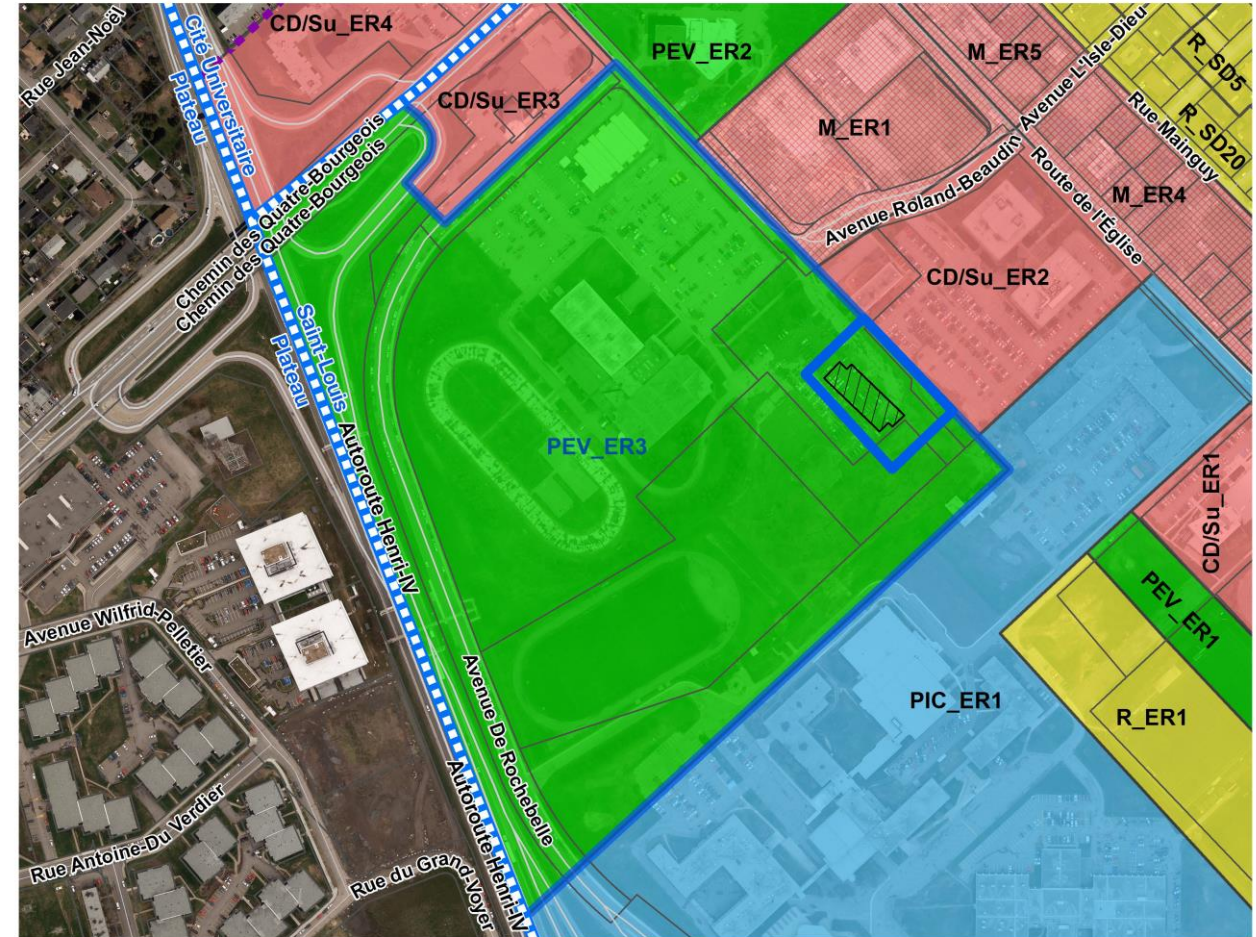 Rue Jean-Noël
Cité Universitaire
Plateau
CD/Su_ER4
PEV_ER2
M_ER5
Avenue L'Isle-Dieu
R_SD5
CD/Su_ER3
M_ER1
Rue Mainguy
R_SD20
Chemin des Quatre-Bourgeois
Chemin des Quatre-Bourgeois
Avenue Roland-Beaudin
Route de l'Église
M_ER4
CD/Su_ER2
Saint-Louis
Plateau
PEV_ER3
Autoroute Henri-IV
CD/Su_ER1
PEV_ER1
Avenue Wilfrid-Pelletier
Avenue De Rochebelle
PIC_ER1
R_ER1
Rue Antoine-Du Verdier
Rue du Grand-Voyer
Autoroute Henri-IV